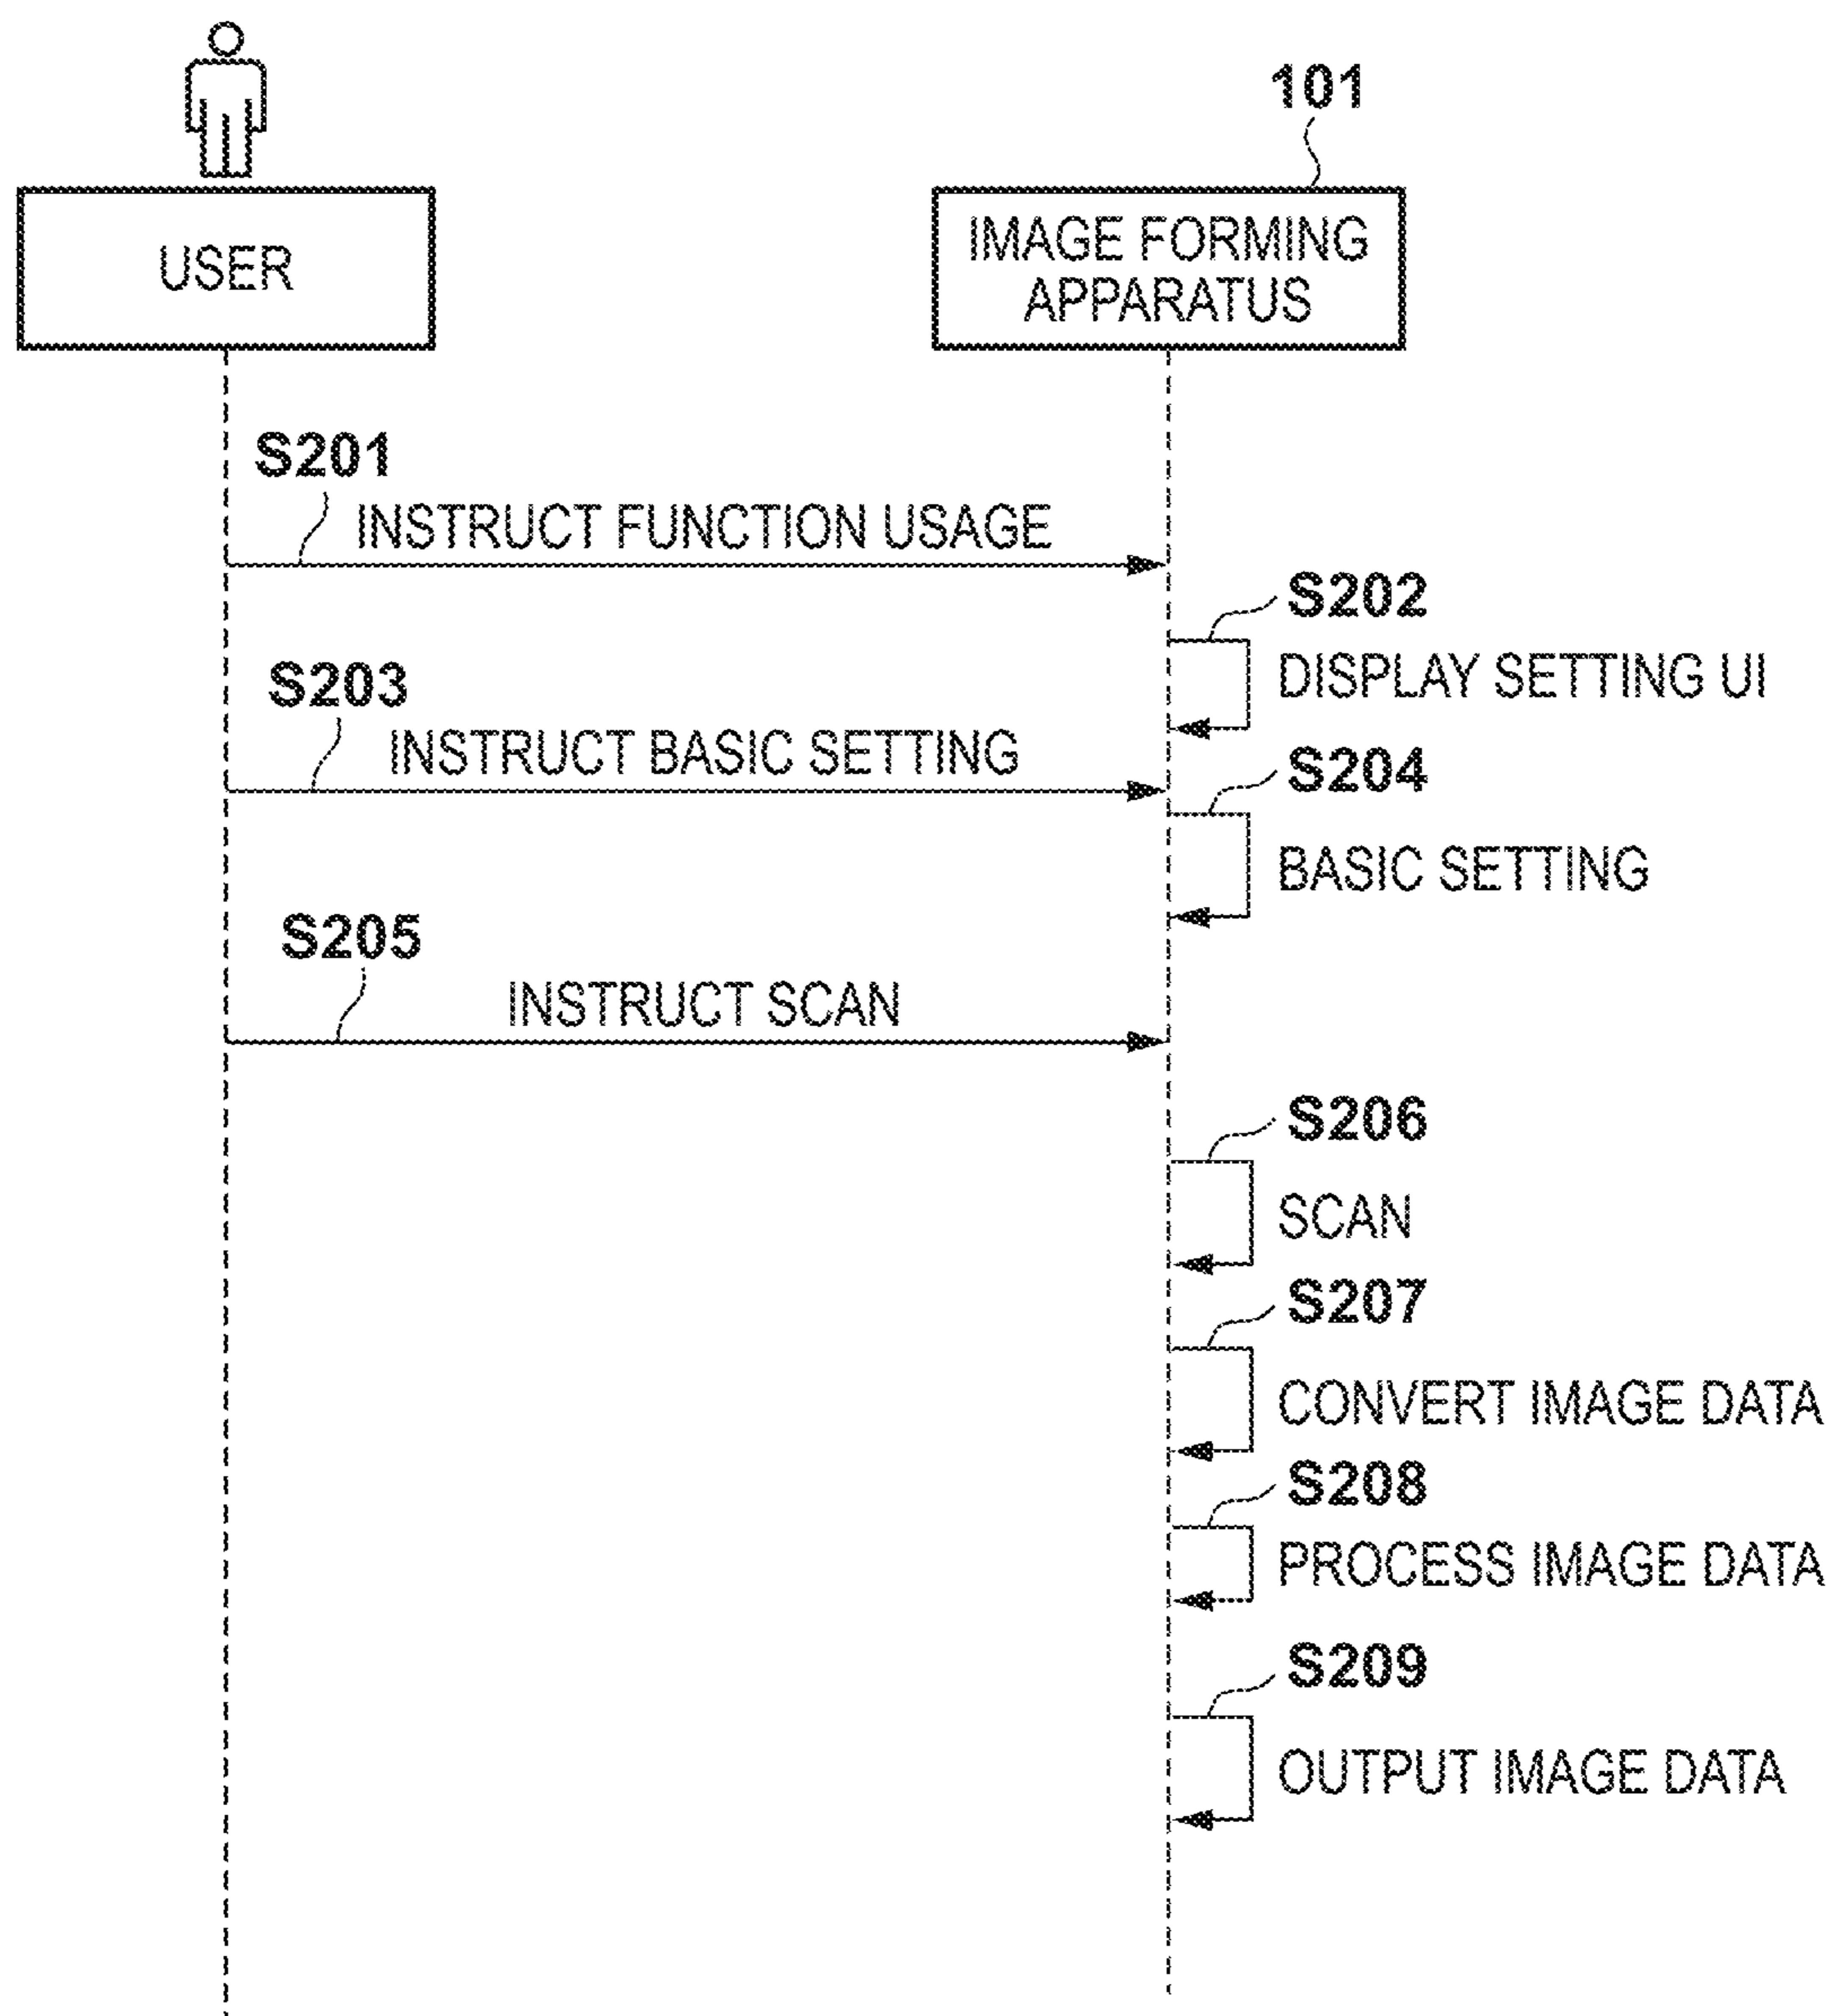 101
USER
IMAGE FORMING
APPARATUS
S201
INSTRUCT FUNCTION USAGE
S202
DISPLAY SETTING UI
S203
INSTRUCT BASIC SETTING
S204
BASIC SETTING
S205
INSTRUCT SCAN
S206
SCAN
S207
CONVERT IMAGE DATA
S208
PROCESS IMAGE DATA
S209
OUTPUT IMAGE DATA